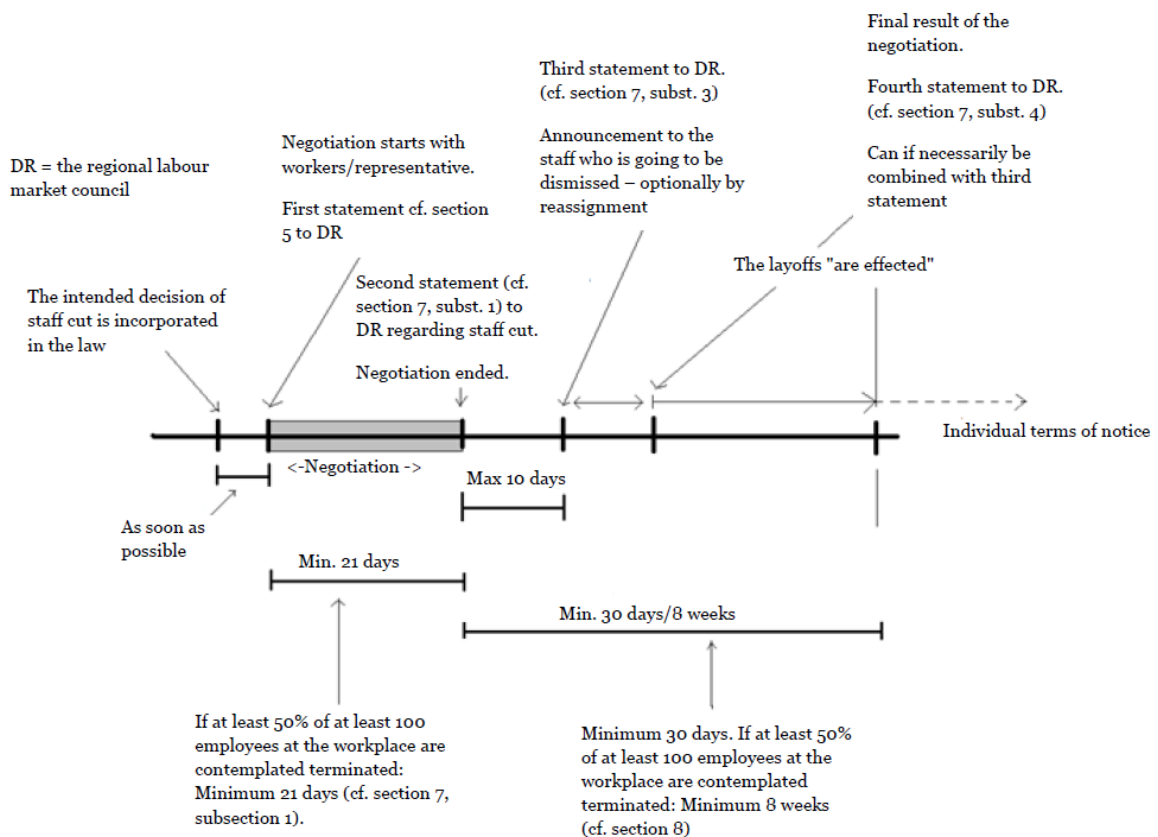 DR = the regional labour
market council
The intended decision of
staff cut is incorporated
in the law
Negotiation starts with
workers/representative.
First statement cf. section
5 to DR
Second statement (cf.
section 7, subst. 1) to
DR regarding staff cut.
Negotiation ended.
Third statement to DR.
(cf. section 7, subst. 3)
Announcement to the
staff who is going to be
dismissed – optionally by
reassignment
Final result of the
negotiation.
Fourth statement to DR.
(cf. section 7, subst. 4)
Can if necessarily be
combined with third
statement
The layoffs "are effected"
Individual terms of notice
<-Negotiation ->
Max 10 days
As soon as
possible
Min. 21 days
Min. 30 days/8 weeks
If at least 50% of at least 100
employees at the workplace are
contemplated terminated:
Minimum 21 days (cf. section 7,
subsection 1).
Minimum 30 days. If at least 50%
of at least 100 employees at the
workplace are contemplated
terminated: Minimum 8 weeks
(cf. section 8)